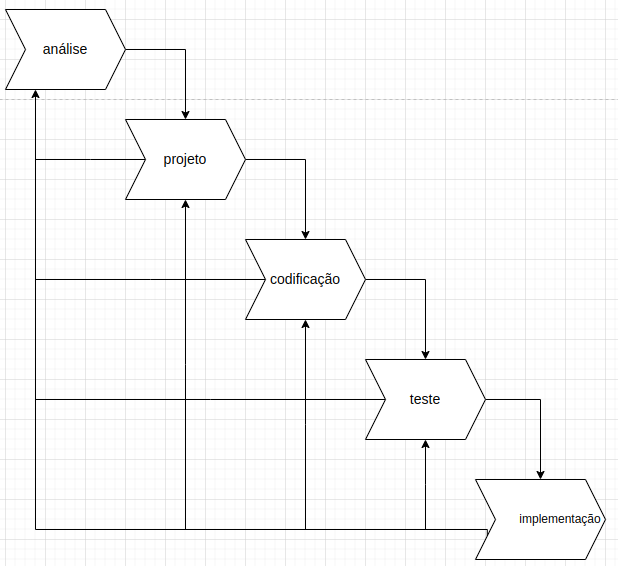 análise
projeto
codificação
teste
implementação